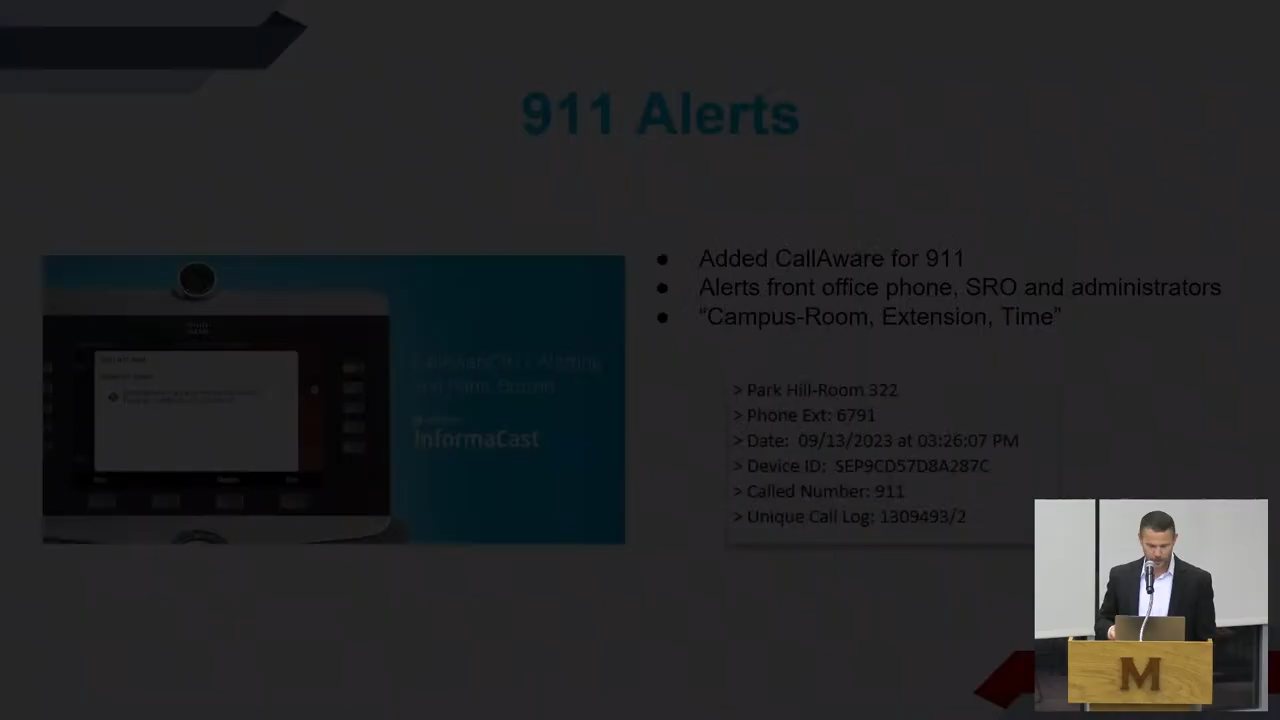 911 Alerts
● Added CallAware for 911
● Alerts front office phone, SRO and administrators
● “Campus-Room, Extension, Time”
InformaCast
> Park Hill-Room 322
> Phone Ext: 6791
> Date: 09/13/2023 at 03:26:07 PM
> Device ID: SEP9CD57D8A287C
> Called Number: 911
> Unique Call Log: 1309493/2
M